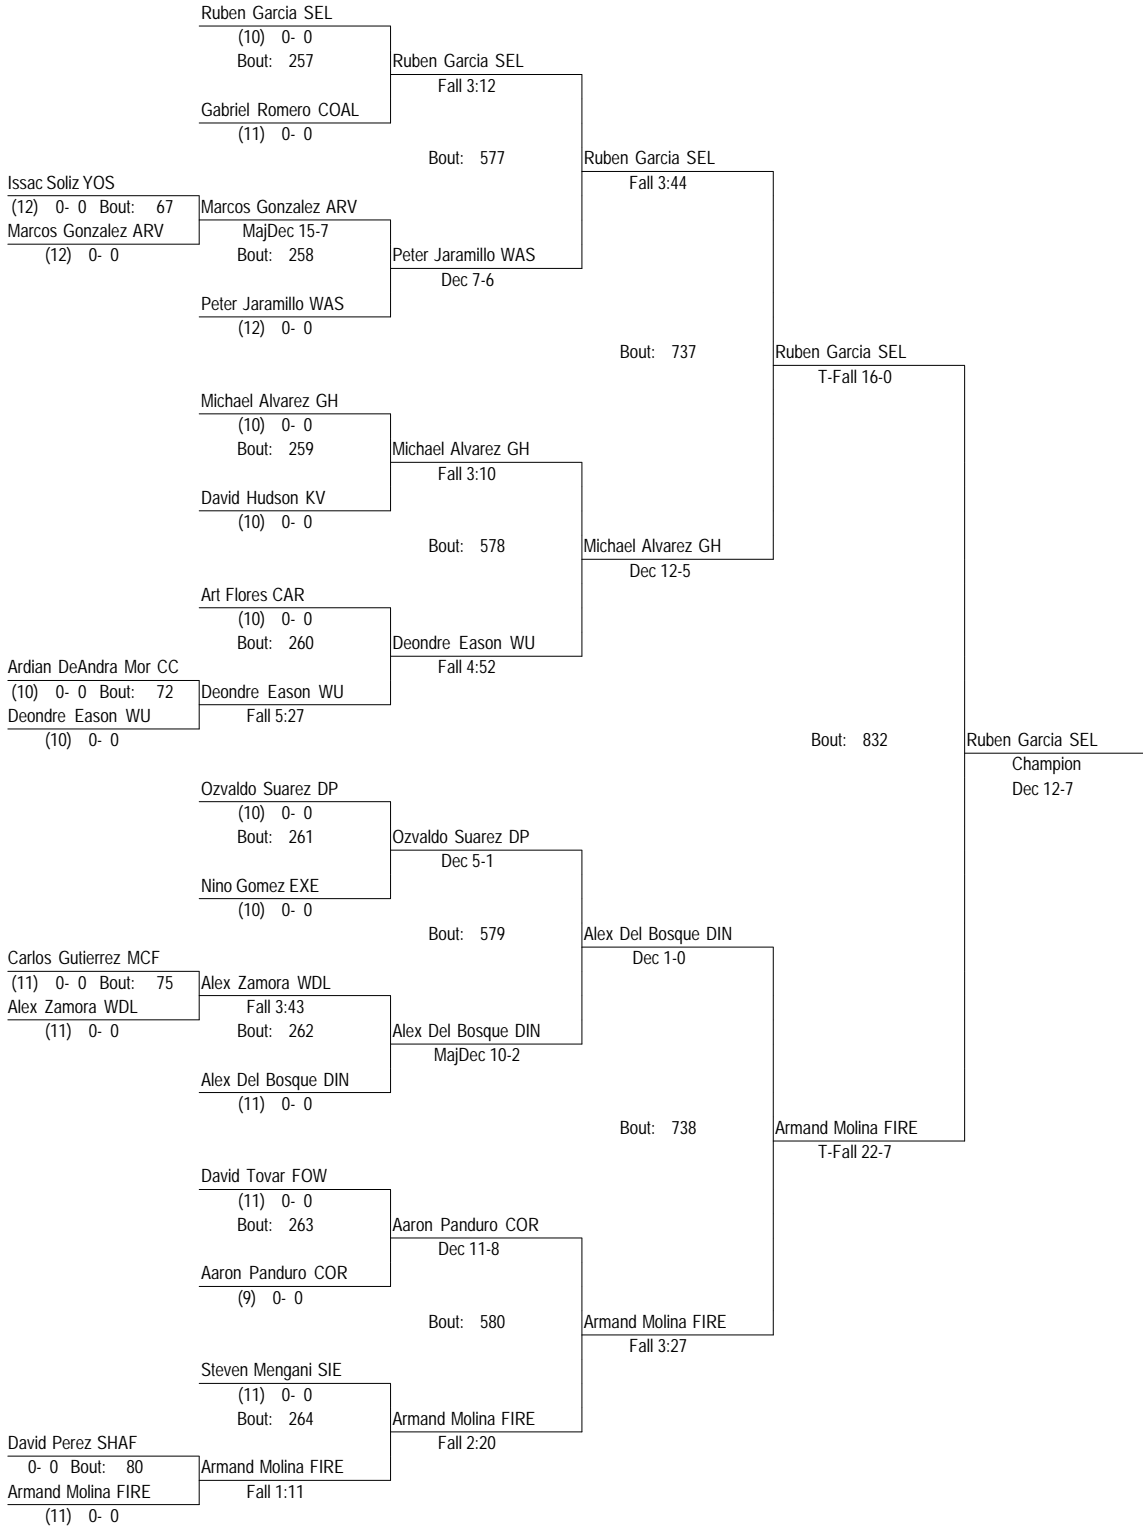 Ruben Garcia SEL
(10) 0- 0
Bout: 257
Ruben Garcia SEL
Fall 3:12
Gabriel Romero COAL
(11) 0- 0
Bout: 577
Ruben Garcia SEL
Fall 3:44
Issac Soliz YOS
(12) 0- 0 Bout: 67
Marcos Gonzalez ARV
(12) 0- 0
Marcos Gonzalez ARV
MajDec 15-7
Bout: 258
Peter Jaramillo WAS
Dec 7-6
Peter Jaramillo WAS
(12) 0- 0
Bout: 737
Ruben Garcia SEL
T-Fall 16-0
Michael Alvarez GH
(10) 0- 0
Bout: 259
Michael Alvarez GH
Fall 3:10
David Hudson KV
(10) 0- 0
Bout: 578
Michael Alvarez GH
Dec 12-5
Art Flores CAR
(10) 0- 0
Bout: 260
Deondre Eason WU
Fall 4:52
Ardian DeAndra Mor CC
(10) 0- 0 Bout: 72
Deondre Eason WU
(10) 0- 0
Deondre Eason WU
Fall 5:27
Bout: 832
Ruben Garcia SEL
Champion
Dec 12-7
Ozvaldo Suarez DP
(10) 0- 0
Bout: 261
Ozvaldo Suarez DP
Dec 5-1
Nino Gomez EXE
(10) 0- 0
Bout: 579
Alex Del Bosque DIN
Dec 1-0
Carlos Gutierrez MCF
(11) 0- 0 Bout: 75
Alex Zamora WDL
(11) 0- 0
Alex Zamora WDL
Fall 3:43
Bout: 262
Alex Del Bosque DIN
MajDec 10-2
Alex Del Bosque DIN
(11) 0- 0
Bout: 738
Armand Molina FIRE
T-Fall 22-7
David Tovar FOW
(11) 0- 0
Bout: 263
Aaron Panduro COR
Dec 11-8
Aaron Panduro COR
(9) 0- 0
Bout: 580
Armand Molina FIRE
Fall 3:27
Steven Mengani SIE
(11) 0- 0
Bout: 264
Armand Molina FIRE
Fall 2:20
David Perez SHAF
0- 0 Bout: 80
Armand Molina FIRE
(11) 0- 0
Armand Molina FIRE
Fall 1:11